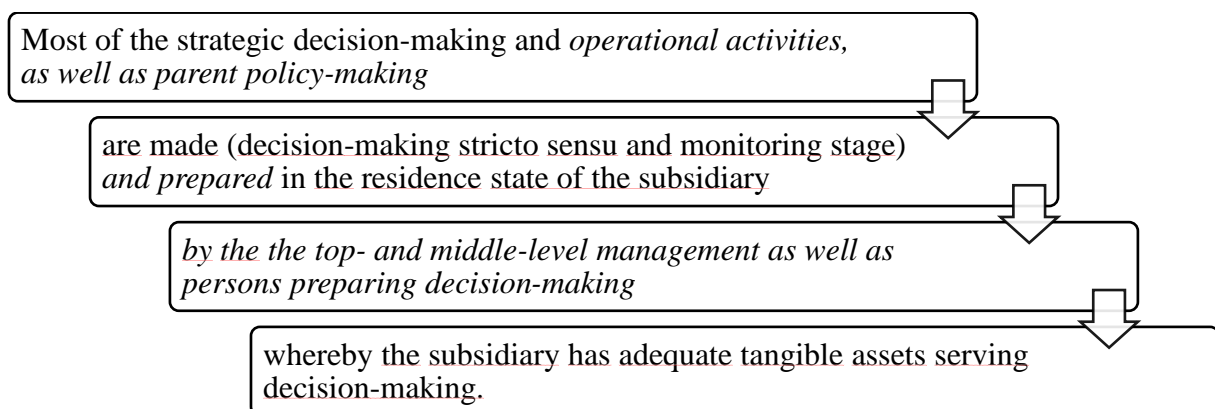 Most of the strategic decision-making and operational activities,
as well as parent policy-making
are made (decision-making stricto sensu and monitoring stage)
and prepared in the residence state of the subsidiary
by the the top- and middle-level management as well as
persons preparing decision-making
whereby the subsidiary has adequate tangible assets serving
decision-making.